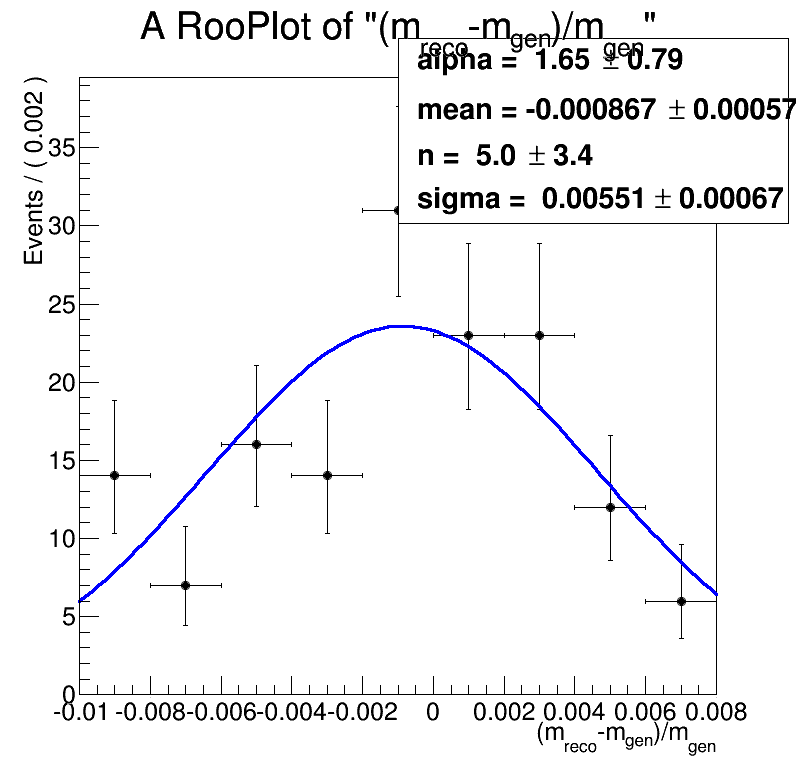 A RooPlot of "(m_reco-m_gen)/m_gen"
alpha = 1.65 ± 0.79
mean = -0.000867 ± 0.00057
n = 5.0 ± 3.4
sigma = 0.00551 ± 0.00067
Events / ( 0.002 )
35
30
25
20
15
10
5
0
-0.01 -0.008 -0.006 -0.004 -0.002 0 0.002 0.004 0.006 0.008
(m_reco-m_gen)/m_gen